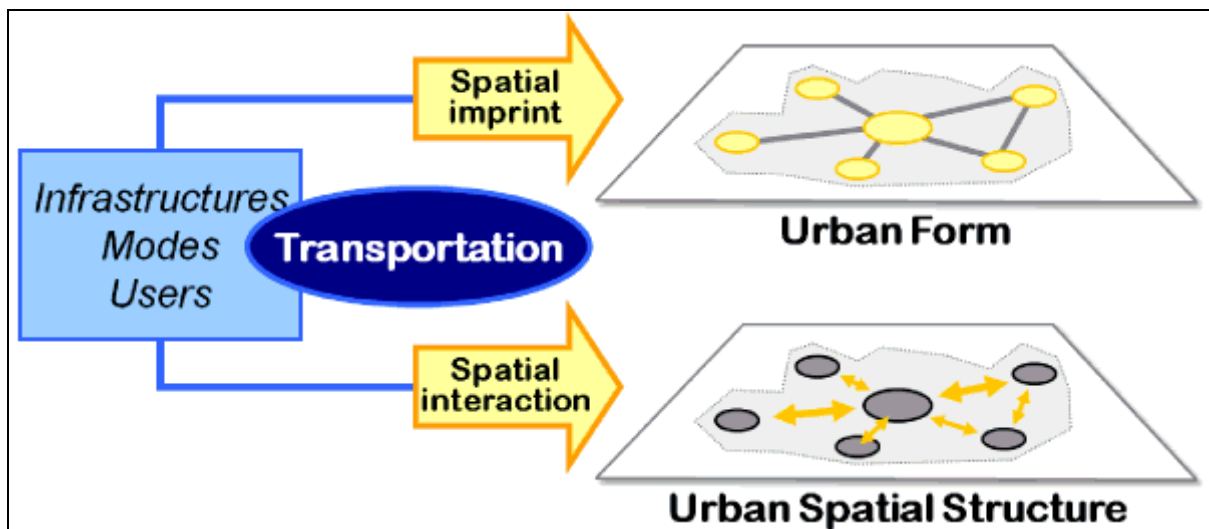 Infrastructures
Modes
Users
Transportation
Spatial
imprint
Urban Form
Spatial
interaction
Urban Spatial Structure